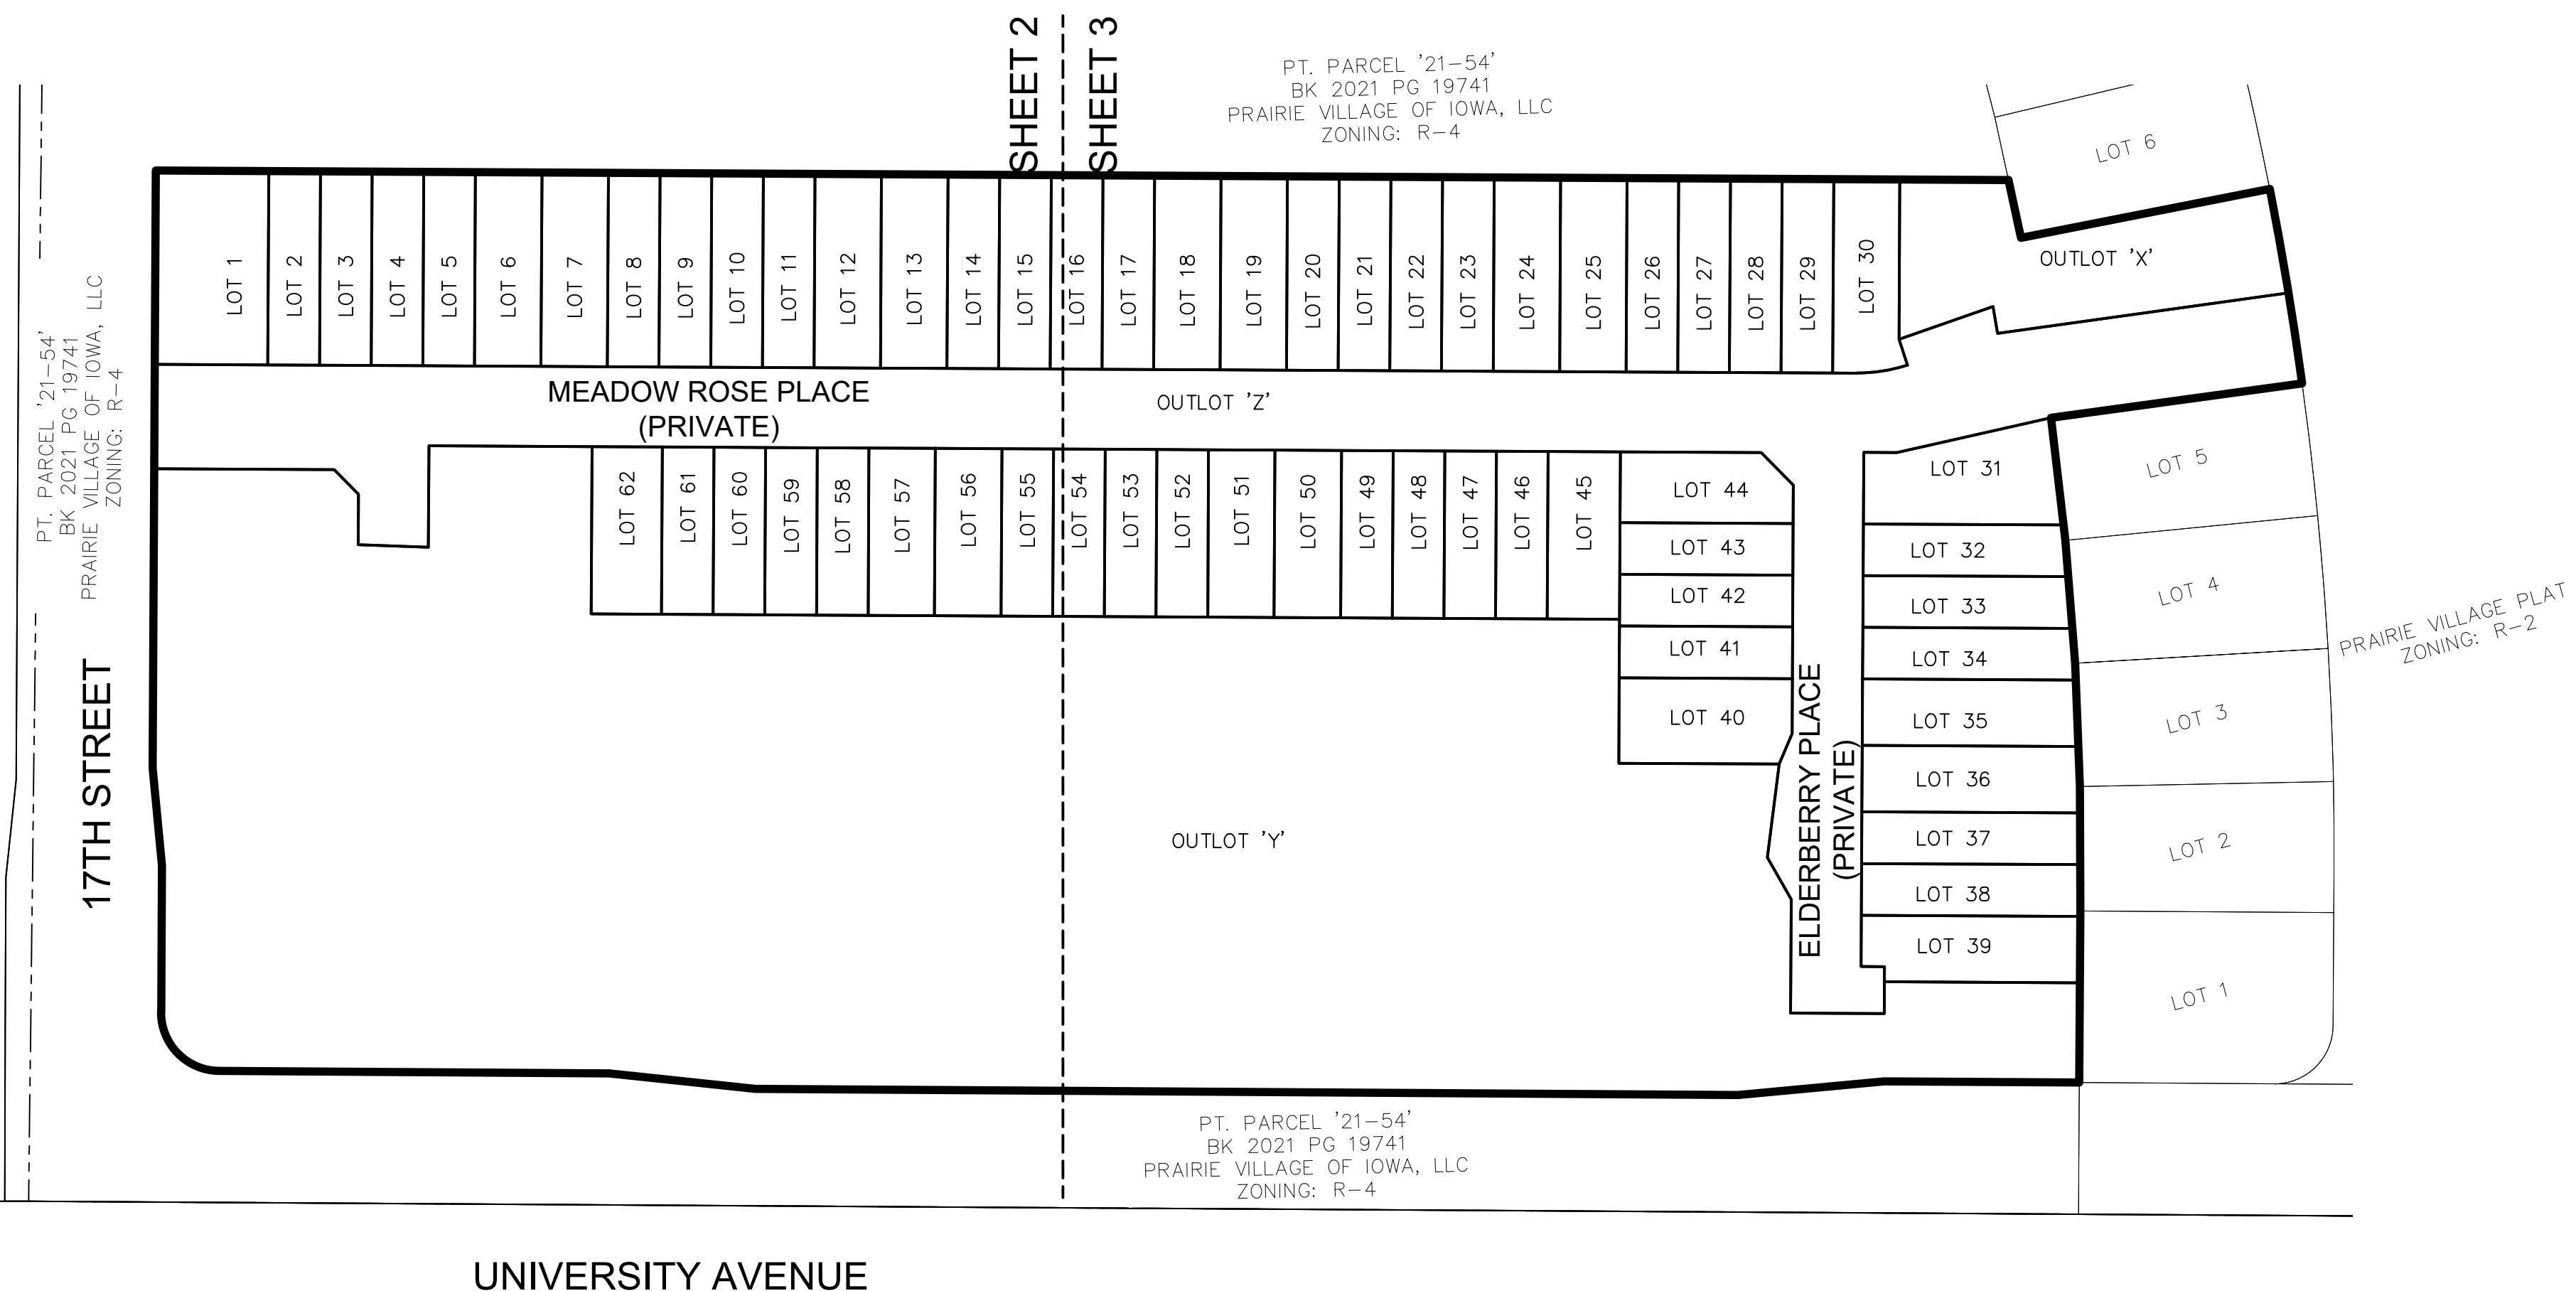 SHEET 2
SHEET 3
PT. PARCEL '21-54'
BK 2021 PG 19741
PRAIRIE VILLAGE OF IOWA, LLC
ZONING: R-4
LOT 6
PT. PARCEL '21-54'
BK 2021 PG 19741
PRAIRIE VILLAGE OF IOWA, LLC
ZONING: R-4
17TH STREET
LOT 1
LOT 2
LOT 3
LOT 4
LOT 5
LOT 6
LOT 7
LOT 8
LOT 9
LOT 10
LOT 11
LOT 12
LOT 13
LOT 14
LOT 15
LOT 16
LOT 17
LOT 18
LOT 19
LOT 20
LOT 21
LOT 22
LOT 23
LOT 24
LOT 25
LOT 26
LOT 27
LOT 28
LOT 29
LOT 30
OUTLOT 'X'
MEADOW ROSE PLACE
(PRIVATE)
OUTLOT 'Z'
LOT 62
LOT 61
LOT 60
LOT 59
LOT 58
LOT 57
LOT 56
LOT 55
LOT 54
LOT 53
LOT 52
LOT 51
LOT 50
LOT 49
LOT 48
LOT 47
LOT 46
LOT 45
LOT 44
LOT 43
LOT 42
LOT 41
LOT 40
ELDERBERRY PLACE
(PRIVATE)
LOT 31
LOT 32
LOT 33
LOT 34
LOT 35
LOT 36
LOT 37
LOT 38
LOT 39
LOT 5
LOT 4
LOT 3
LOT 2
LOT 1
PRAIRIE VILLAGE PLAT
ZONING: R-2
OUTLOT 'Y'
PT. PARCEL '21-54'
BK 2021 PG 19741
PRAIRIE VILLAGE OF IOWA, LLC
ZONING: R-4
UNIVERSITY AVENUE